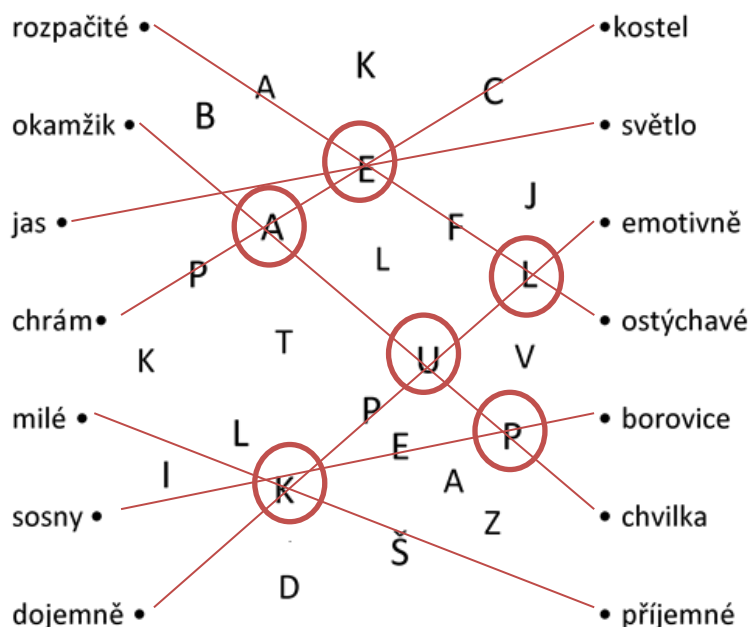 rozpačité • • kostel
K
A C
B
okamžik • • světlo
E
J
jas • • emotivně
A F
L
P L
chrám • • ostýchavé
T
K U V
P
milé • • borovice
L P
E
I A
K
sosny • • chvilka
Z
Š
D
dojemně • • příjemné